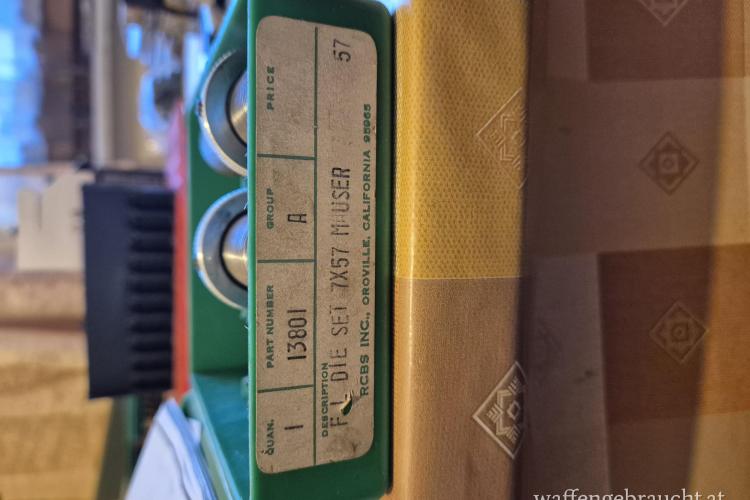 QUAN. PART NUMBER GROUP PRICE
1 13801 A
DESCRIPTION
F L DIE SET 7X57 MAUSER 57
RCBS INC., OROVILLE, CALIFORNIA 95965
waffengebraucht.at